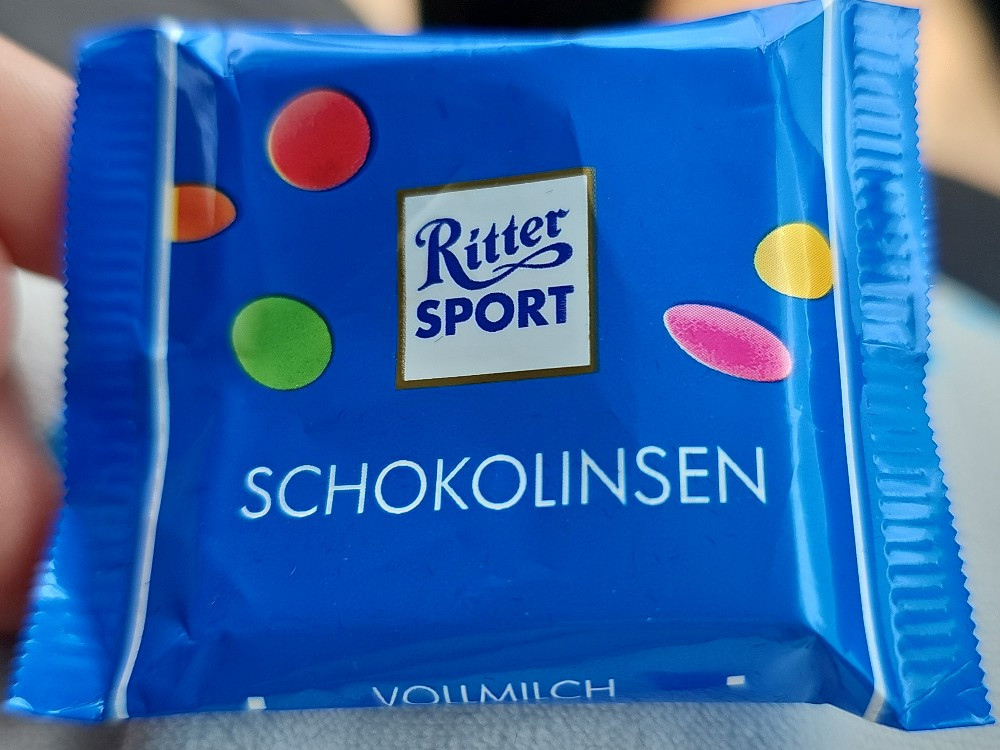 Ritter
SPORT
SCHOKOLINSEN
VOLLMILCH